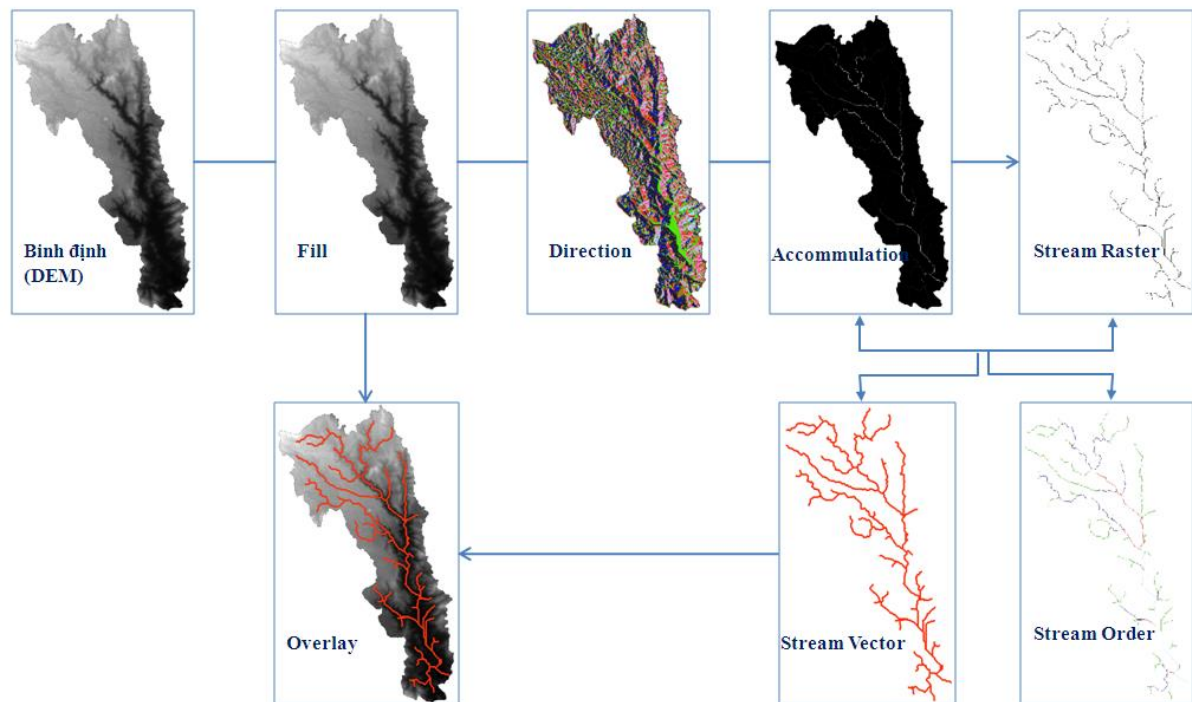 Bình định
(DEM)
Fill
Direction
Accommulation
Stream Raster
Overlay
Stream Vector
Stream Order